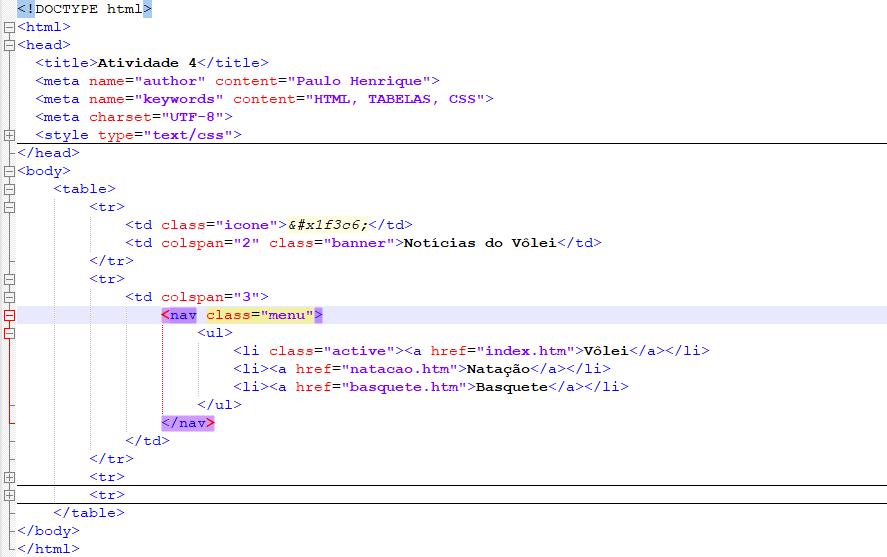 <!DOCTYPE html>
<html>
<head>
<title>Atividade 4</title>
<meta name="author" content="Paulo Henrique">
<meta name="keywords" content="HTML, TABELAS, CSS">
<meta charset="UTF-8">
<style type="text/css">
</head>
<body>
<table>
<tr>
<td class="icone">&#x1f3c6;</td>
<td colspan="2" class="banner">Notícias do Vôlei</td>
</tr>
<tr>
<td colspan="3">
<nav class="menu">
<ul>
<li class="active"><a href="index.htm">Vôlei</a></li>
<li><a href="natacao.htm">Natação</a></li>
<li><a href="basquete.htm">Basquete</a></li>
</ul>
</nav>
</td>
</tr>
<tr>
<tr>
</table>
</body>
</html>